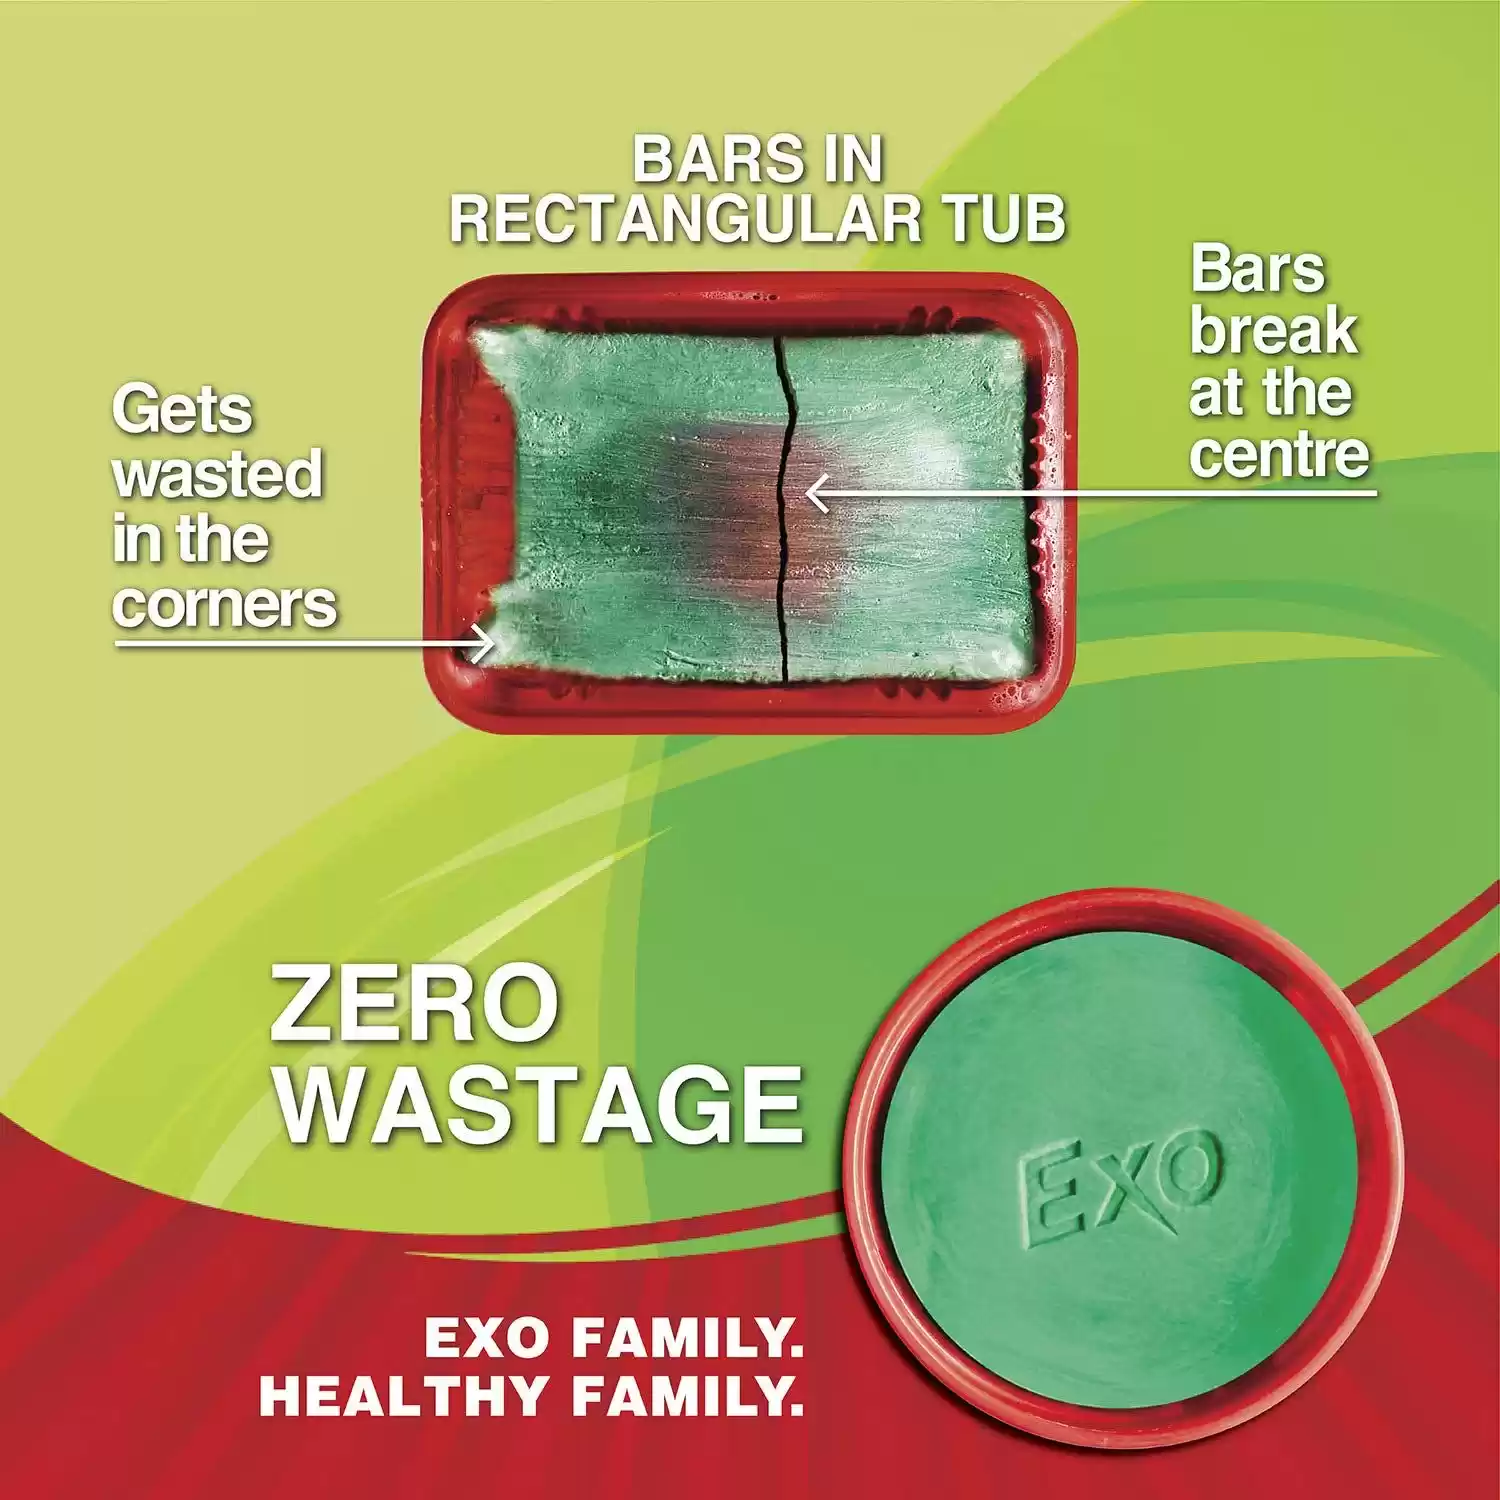 BARS IN
RECTANGULAR TUB
Bars
break
at the
centre
Gets
wasted
in the
corners
ZERO
WASTAGE
EXO
EXO FAMILY.
HEALTHY FAMILY.